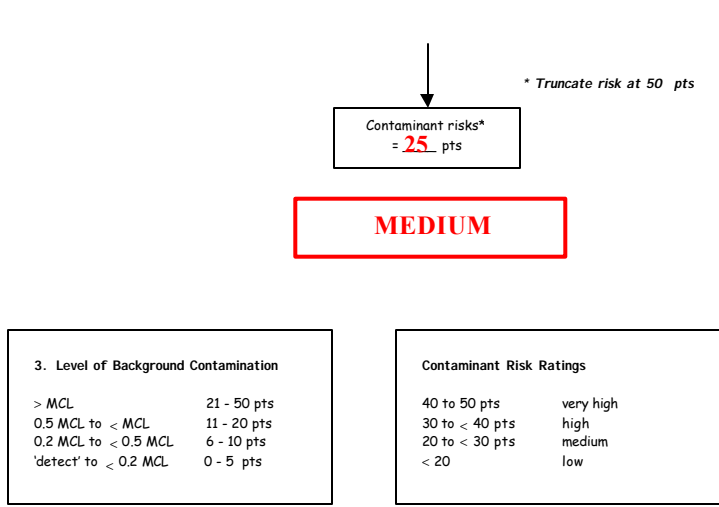 * Truncate risk at 50 pts
Contaminant risks*
= 25 pts
MEDIUM
3. Level of Background Contamination
> MCL 21 - 50 pts
0.5 MCL to < MCL 11 - 20 pts
0.2 MCL to < 0.5 MCL 6 - 10 pts
'detect' to < 0.2 MCL 0 - 5 pts
Contaminant Risk Ratings
40 to 50 pts very high
30 to < 40 pts high
20 to < 30 pts medium
< 20 low